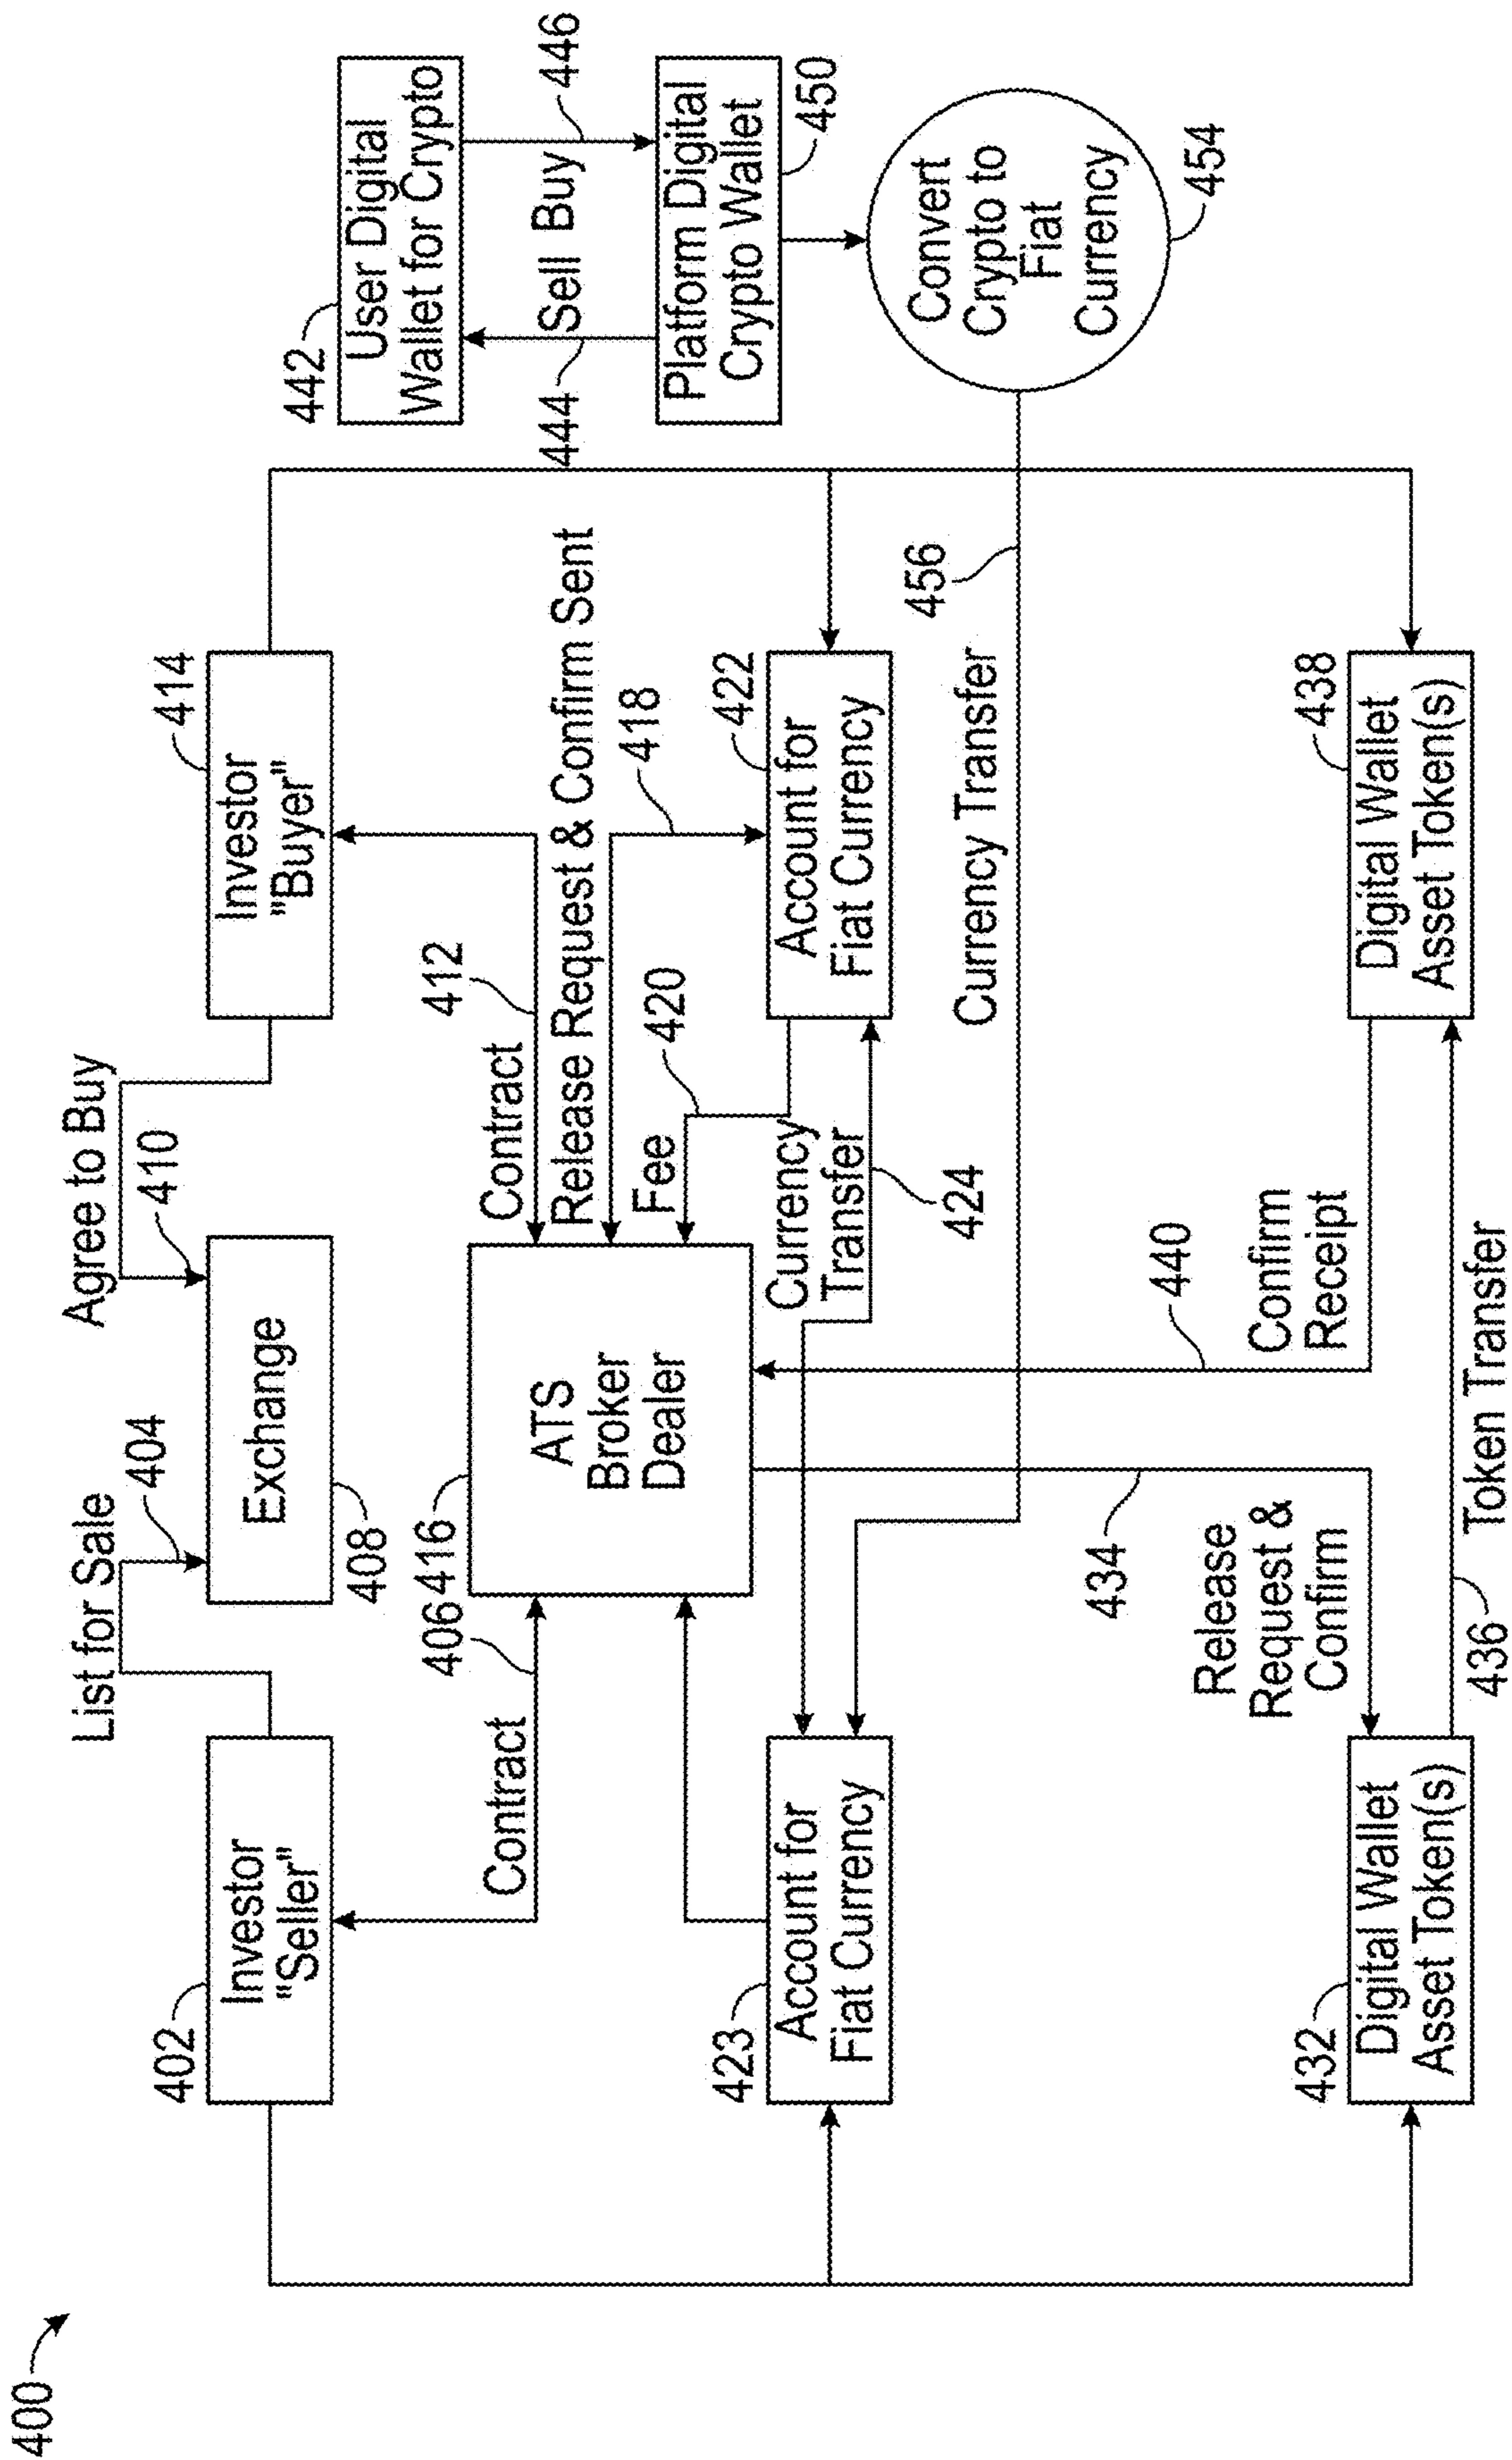 400
List for Sale
404
Agree to Buy
410
402
Investor
"Seller"
Exchange
408
414
Investor
"Buyer"
442
User Digital
Wallet for Crypto
Contract
406
416
ATS
Broker
Dealer
Contract
412
Release Request & Confirm Sent
418
Fee
420
444
Sell
Buy
446
Platform Digital
Crypto Wallet
450
423
Account for
Fiat Currency
Currency
Transfer
424
422
Account for
Fiat Currency
Convert
Crypto to
Fiat
Currency
454
Currency Transfer
456
434
Release
Request &
Confirm
440
Confirm
Receipt
432
Digital Wallet
Asset Token(s)
438
Digital Wallet
Asset Token(s)
436
Token Transfer